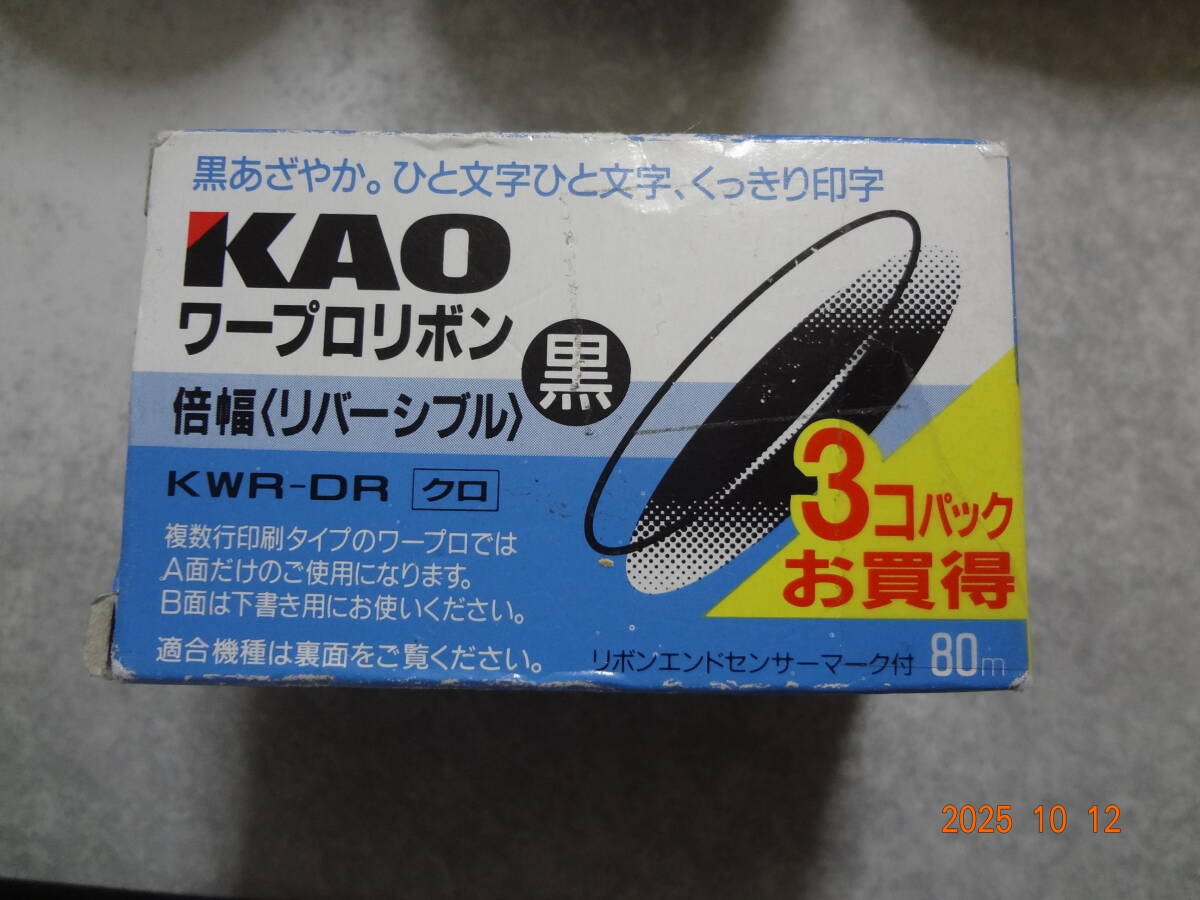 黒あざやか。ひと文字ひと文字、くっきり印字
KAO
ワープロリボン
黒
倍幅〈リバーシブル〉
KWR-DR クロ
複数行印刷タイプのワープロでは
A面だけのご使用になります。
B面は下書き用にお使いください。
適合機種は裏面をご覧ください。
3コパック
お買得
リボンエンドセンサーマーク付 80m
2025 10 12